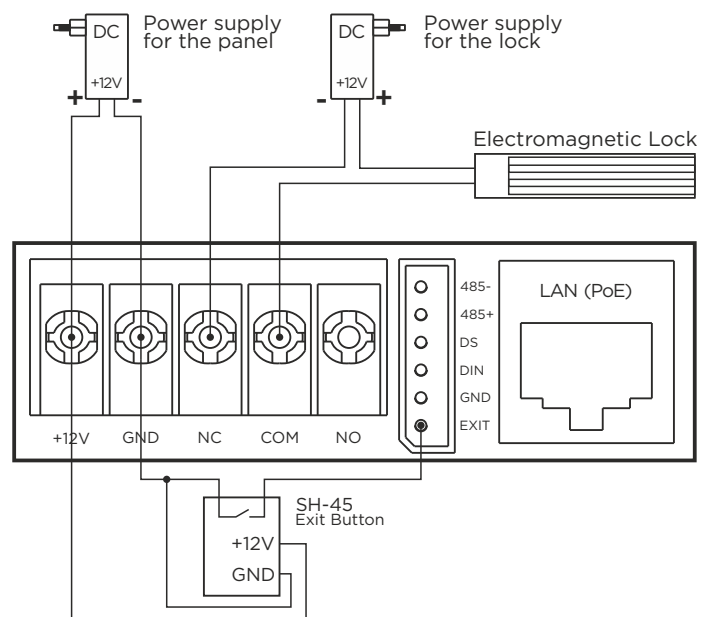 DC
+12V
+
-
Power supply
for the panel
DC
+12V
-
+
Power supply
for the lock
Electromagnetic Lock
+12V
GND
NC
COM
NO
485-
485+
DS
DIN
GND
EXIT
LAN (PoE)
SH-45
Exit Button
+12V
GND